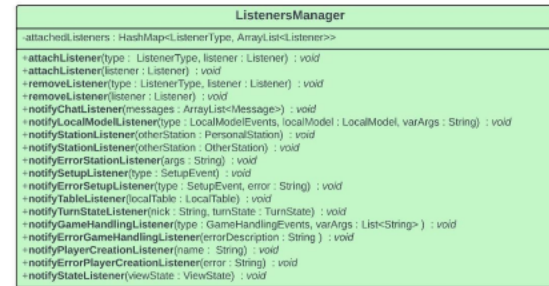 ListenersManager
-attachedListeners : HashMap<ListenerType, ArrayList<Listener>>
+attachListener(type : ListenerType, listener : Listener) : void
+attachListener(listener : Listener) : void
+removeListener(type : ListenerType, listener : Listener) : void
+removeListener(listener : Listener) : void
+notifyChatListener(messages : ArrayList<Message>) : void
+notifyLocalModelListener(type : LocalModelEvents, localModel : LocalModel, varArgs : String) : void
+notifyStationListener(otherStation : PersonalStation) : void
+notifyStationListener(otherStation : OtherStation) : void
+notifyErrorStationListener(args : String) : void
+notifySetupListener(type : SetupEvent) : void
+notifyErrorSetupListener(type : SetupEvent, error : String) : void
+notifyTableListener(localTable : LocalTable) : void
+notifyTurnStateListener(nick : String, turnState : TurnState) : void
+notifyGameHandlingListener(type : GameHandlingEvents, varArgs : List<String> ) : void
+notifyErrorGameHandlingListener(errorDescription : String ) : void
+notifyPlayerCreationListener(name : String) : void
+notifyErrorPlayerCreationListener(error : String) : void
+notifyStateListener(viewState : ViewState) : void